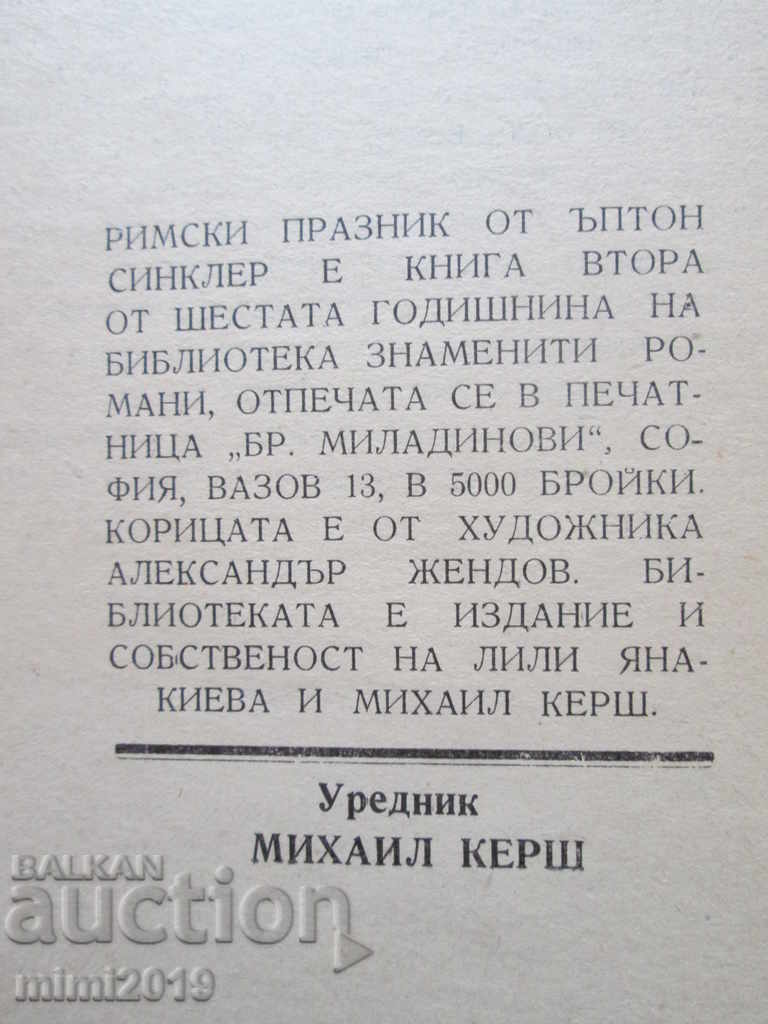 РИМСКИ ПРАЗНИК ОТ ЪПТОН
СИНКЛЕР Е КНИГА ВТОРА
ОТ ШЕСТАТА ГОДИШНИНА НА
БИБЛИОТЕКА ЗНАМЕНИТИ РО-
МАНИ, ОТПЕЧАТА СЕ В ПЕЧАТ-
НИЦА „БР. МИЛАДИНОВИ“, СО-
ФИЯ, ВАЗОВ 13, В 5000 БРОЙКИ.
КОРИЦАТА Е ОТ ХУДОЖНИКА
АЛЕКСАНДЪР ЖЕНДОВ. БИ-
БЛИОТЕКАТА Е ИЗДАНИЕ И
СОБСТВЕНОСТ НА ЛИЛИ ЯНА-
КИЕВА И МИХАИЛ КЕРШ.
Уредник
МИХАИЛ КЕРШ
BALKAN
auction
mimi2019